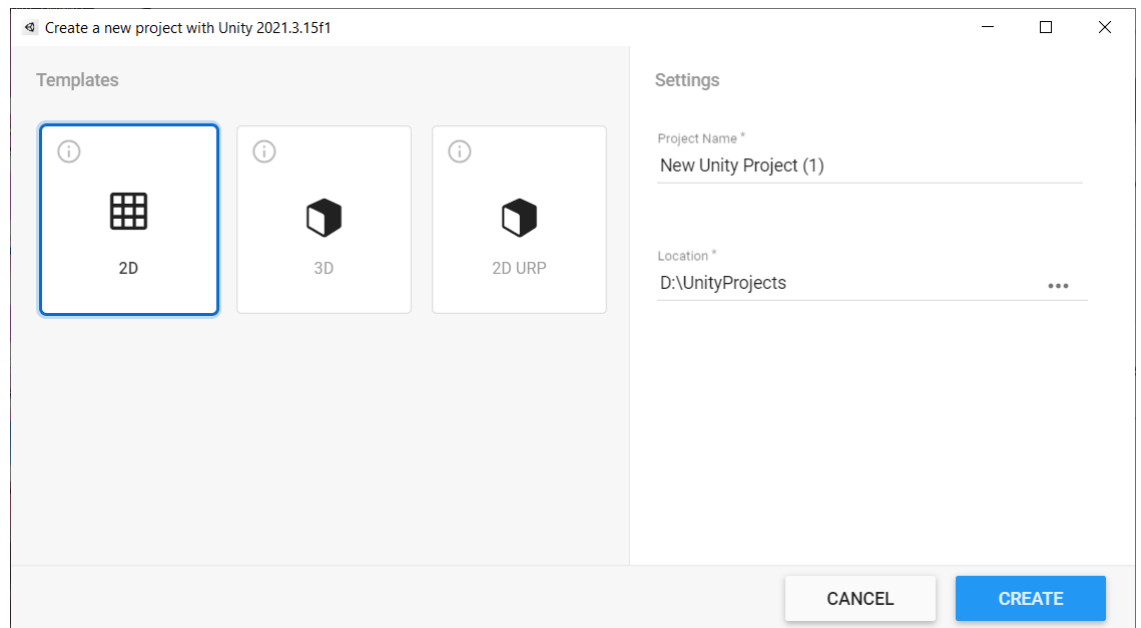 Create a new project with Unity 2021.3.15f1
Templates
2D
3D
2D URP
Settings
Project Name *
New Unity Project (1)
Location *
D:\UnityProjects
CANCEL
CREATE